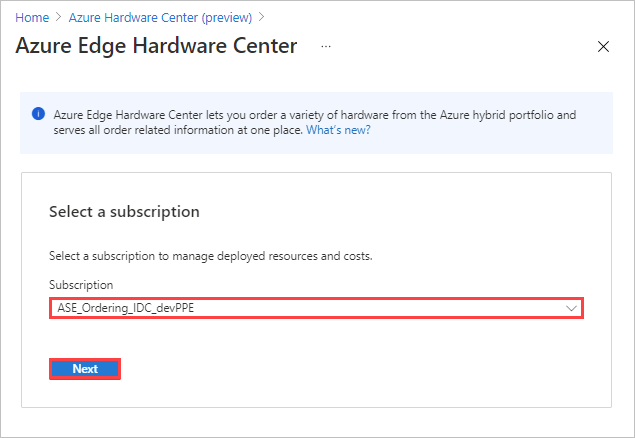 Home > Azure Hardware Center (preview) >
Azure Edge Hardware Center ...
Azure Edge Hardware Center lets you order a variety of hardware from the Azure hybrid portfolio and
serves all order related information at one place. What's new?
Select a subscription
Select a subscription to manage deployed resources and costs.
Subscription
ASE_Ordering_IDC_devPPE
Next